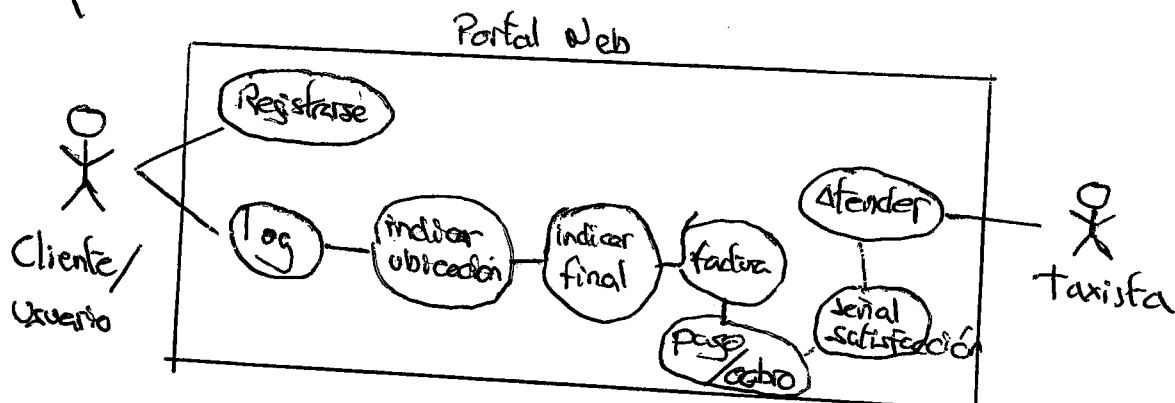 Portal Web
Registrarse
Cliente/
Usuario
log
indicar
ubicación
indicar
final
factura
pago
/cobro
señal
satisfacción
Atender
taxista